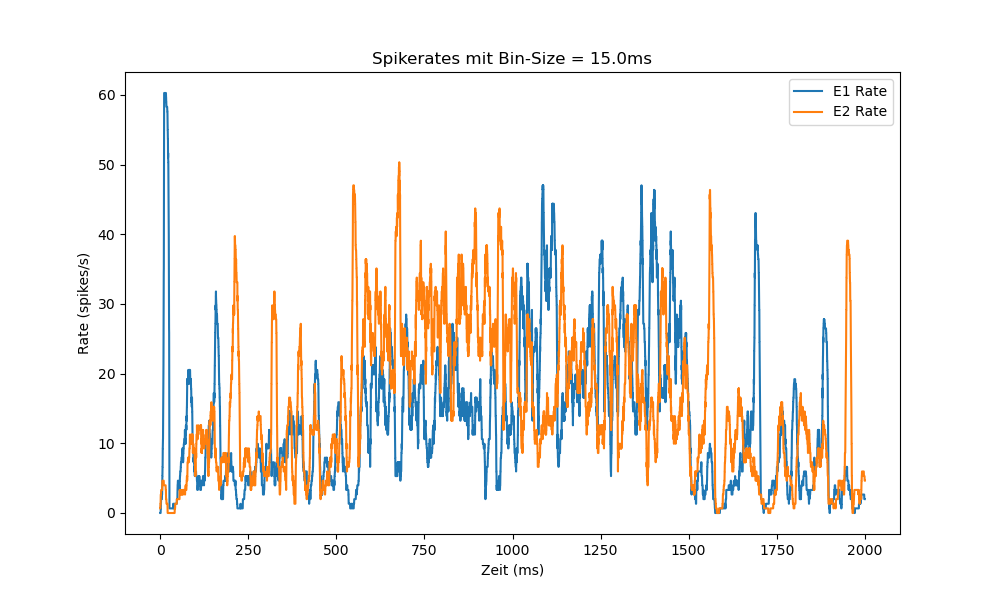 Spikerates mit Bin-Size = 15.0ms
E1 Rate
E2 Rate
60
50
40
30
20
10
0
Rate (spikes/s)
0 250 500 750 1000 1250 1500 1750 2000
Zeit (ms)